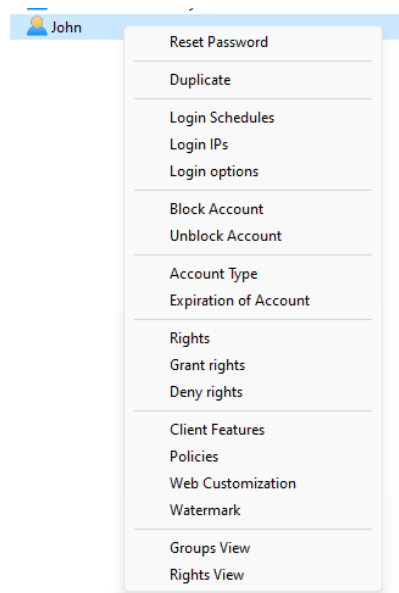 John
Reset Password
Duplicate
Login Schedules
Login IPs
Login options
Block Account
Unblock Account
Account Type
Expiration of Account
Rights
Grant rights
Deny rights
Client Features
Policies
Web Customization
Watermark
Groups View
Rights View